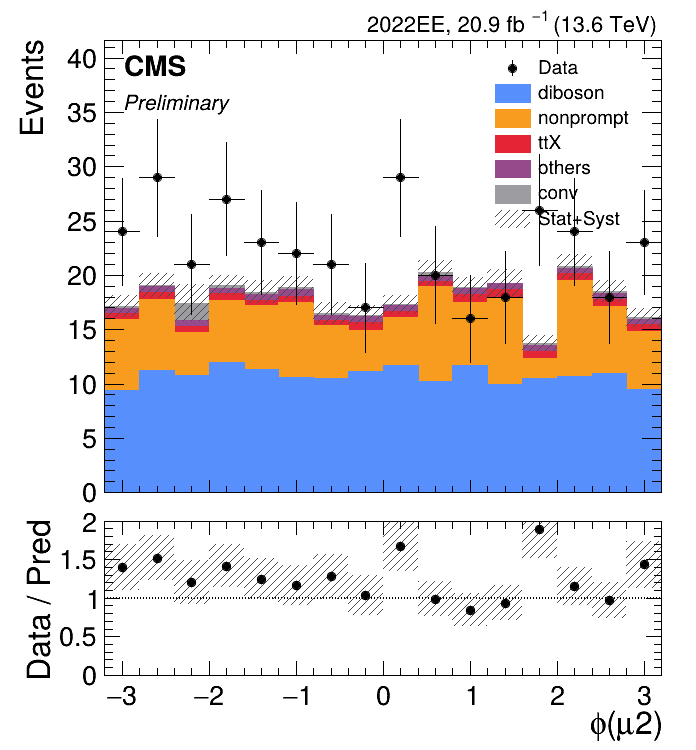 2022EE, 20.9 fb⁻¹ (13.6 TeV)
CMS
Preliminary
Events
40
35
30
25
20
15
10
5
0
Data
diboson
nonprompt
ttX
others
conv
Stat+Syst
Data / Pred
2
1.5
1
0.5
0
−3 −2 −1 0 1 2 3
ϕ(μ2)